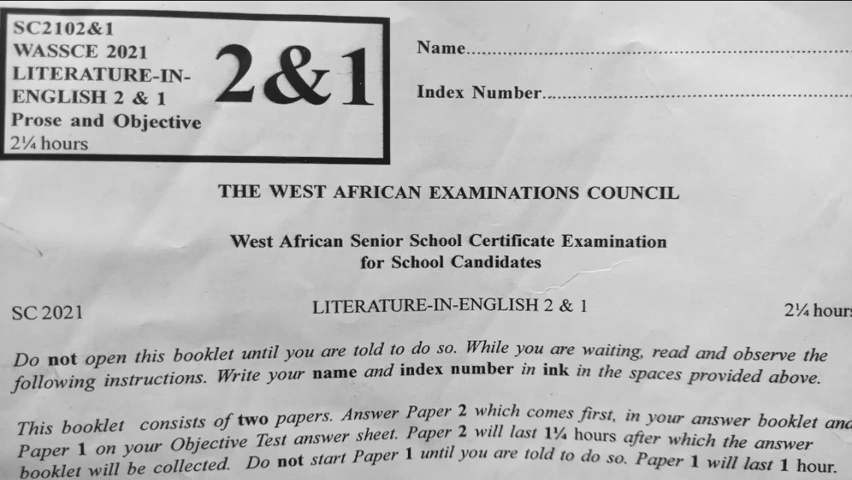 SC2102&1
WASSCE 2021
LITERATURE-IN-
ENGLISH 2 & 1
Prose and Objective
2¼ hours
2&1
Name......................................................................
Index Number......................................................................
THE WEST AFRICAN EXAMINATIONS COUNCIL
West African Senior School Certificate Examination
for School Candidates
SC 2021
LITERATURE-IN-ENGLISH 2 & 1
2¼ hours
Do not open this booklet until you are told to do so. While you are waiting, read and observe the
following instructions. Write your name and index number in ink in the spaces provided above.
This booklet consists of two papers. Answer Paper 2 which comes first, in your answer booklet and
Paper 1 on your Objective Test answer sheet. Paper 2 will last 1¼ hours after which the answer
booklet will be collected. Do not start Paper 1 until you are told to do so. Paper 1 will last 1 hour.